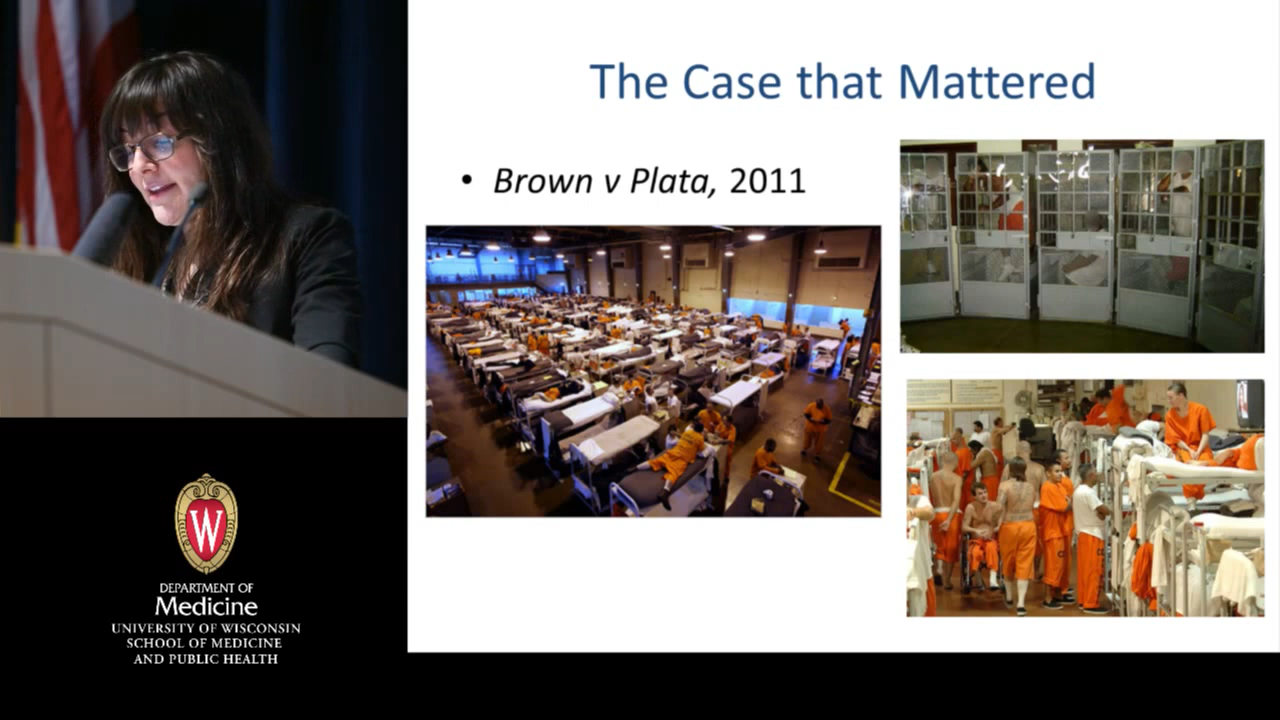 The Case that Mattered
• Brown v Plata, 2011
W
DEPARTMENT OF
Medicine
UNIVERSITY OF WISCONSIN
SCHOOL OF MEDICINE
AND PUBLIC HEALTH